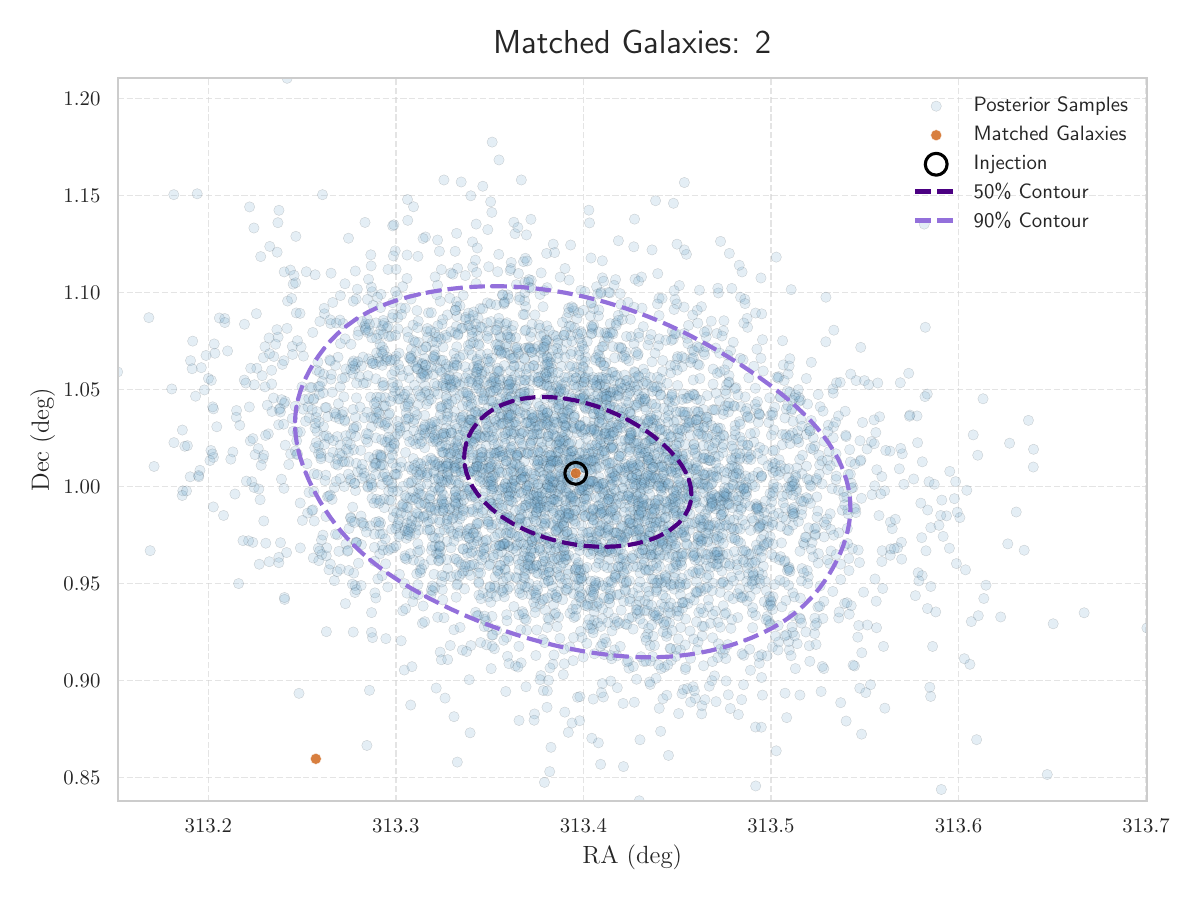 Matched Galaxies: 2
Posterior Samples
Matched Galaxies
Injection
50% Contour
90% Contour
1.20
1.15
1.10
1.05
1.00
0.95
0.90
0.85
Dec (deg)
313.2 313.3 313.4 313.5 313.6 313.7
RA (deg)